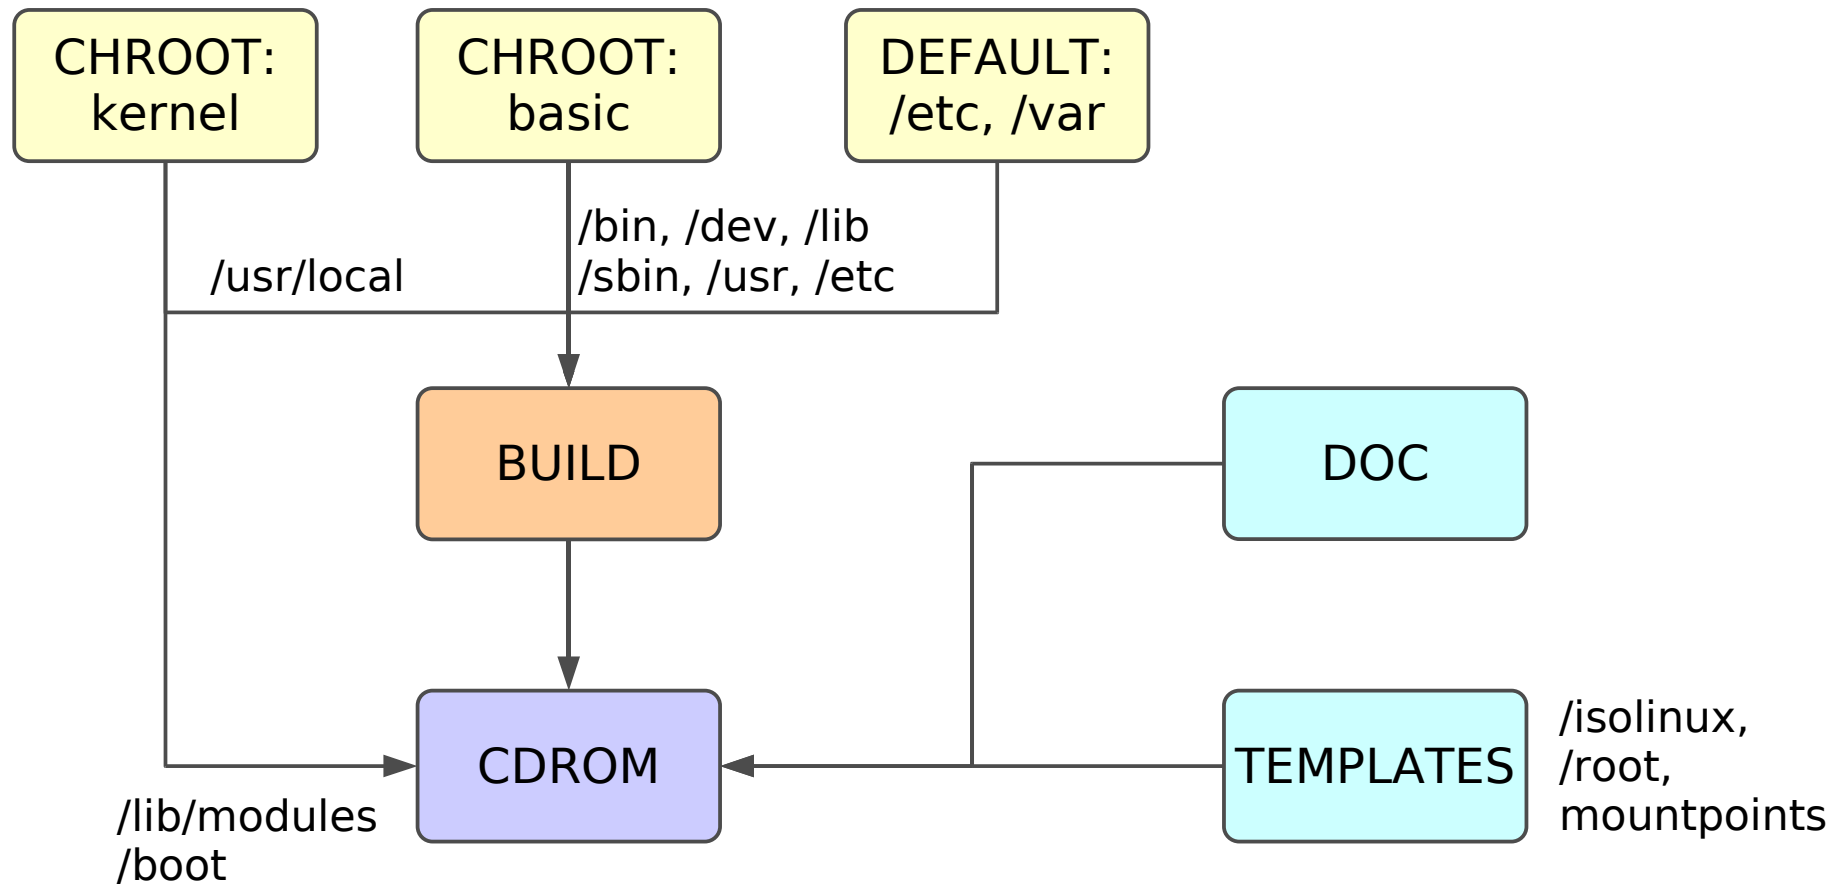 CHROOT:
kernel
CHROOT:
basic
DEFAULT:
/etc, /var
/usr/local
/bin, /dev, /lib
/sbin, /usr, /etc
BUILD
DOC
CDROM
TEMPLATES
/isolinux,
/root,
mountpoints
/lib/modules
/boot